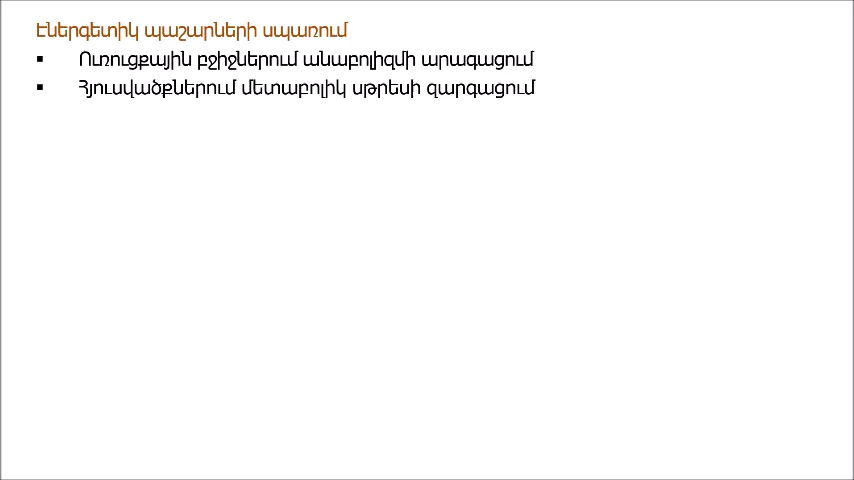 Էներգետիկ պաշարների սպառում
▪ Ուռուցքային բջիջներում անաբոլիզմի արագացում
▪ Հյուսվածքներում մետաբոլիկ սթրեսի զարգացում